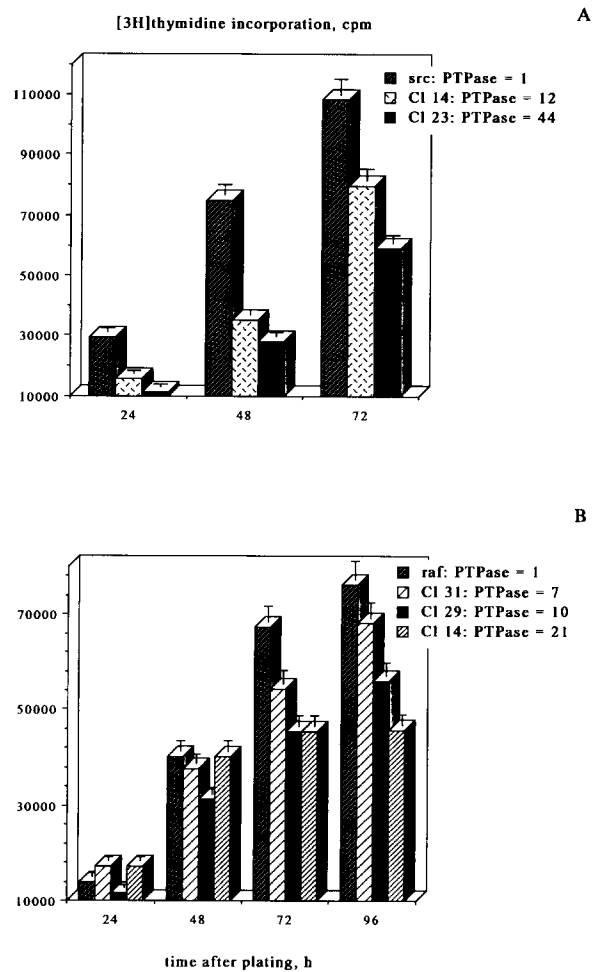 A
[3H]thymidine incorporation, cpm
src: PTPase = 1
Cl 14: PTPase = 12
Cl 23: PTPase = 44
110000
90000
70000
50000
30000
10000
24 48 72
B
raf: PTPase = 1
Cl 31: PTPase = 7
Cl 29: PTPase = 10
Cl 14: PTPase = 21
70000
50000
30000
10000
24 48 72 96
time after plating, h